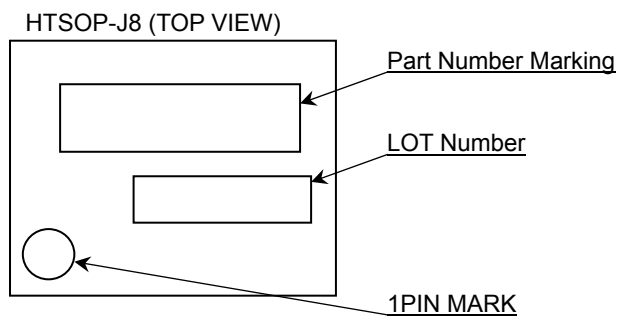 HTSOP-J8 (TOP VIEW)
Part Number Marking
LOT Number
1PIN MARK